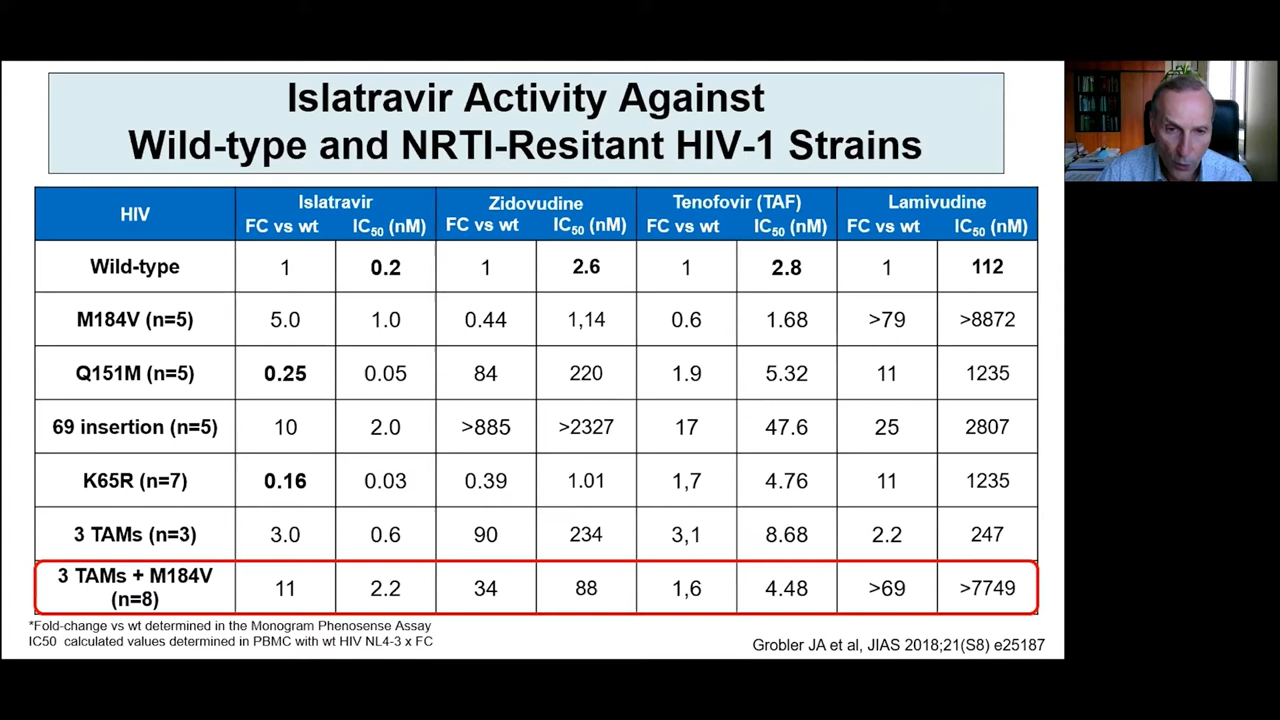 Islatravir Activity Against
Wild-type and NRTI-Resitant HIV-1 Strains
HIV Islatravir Zidovudine Tenofovir (TAF) Lamivudine
FC vs wt IC50 (nM) FC vs wt IC50 (nM) FC vs wt IC50 (nM) FC vs wt IC50 (nM)
Wild-type 1 0.2 1 2.6 1 2.8 1 112
M184V (n=5) 5.0 1.0 0.44 1,14 0.6 1.68 >79 >8872
Q151M (n=5) 0.25 0.05 84 220 1.9 5.32 11 1235
69 insertion (n=5) 10 2.0 >885 >2327 17 47.6 25 2807
K65R (n=7) 0.16 0.03 0.39 1.01 1,7 4.76 11 1235
3 TAMs (n=3) 3.0 0.6 90 234 3,1 8.68 2.2 247
3 TAMs + M184V
(n=8) 11 2.2 34 88 1,6 4.48 >69 >7749
*Fold-change vs wt determined in the Monogram Phenosense Assay
IC50 calculated values determined in PBMC with wt HIV NL4-3 x FC
Grobler JA et al, JIAS 2018;21(S8) e25187